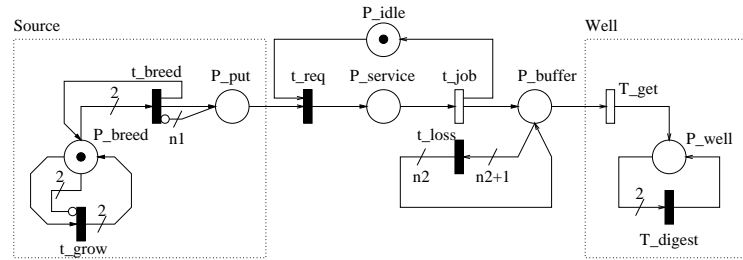 Source
P_idle
Well
t_breed
P_put
t_req
P_service
t_job
P_buffer
T_get
2
n1
P_breed
t_loss
P_well
2
n2
n2+1
2
2
t_grow
T_digest